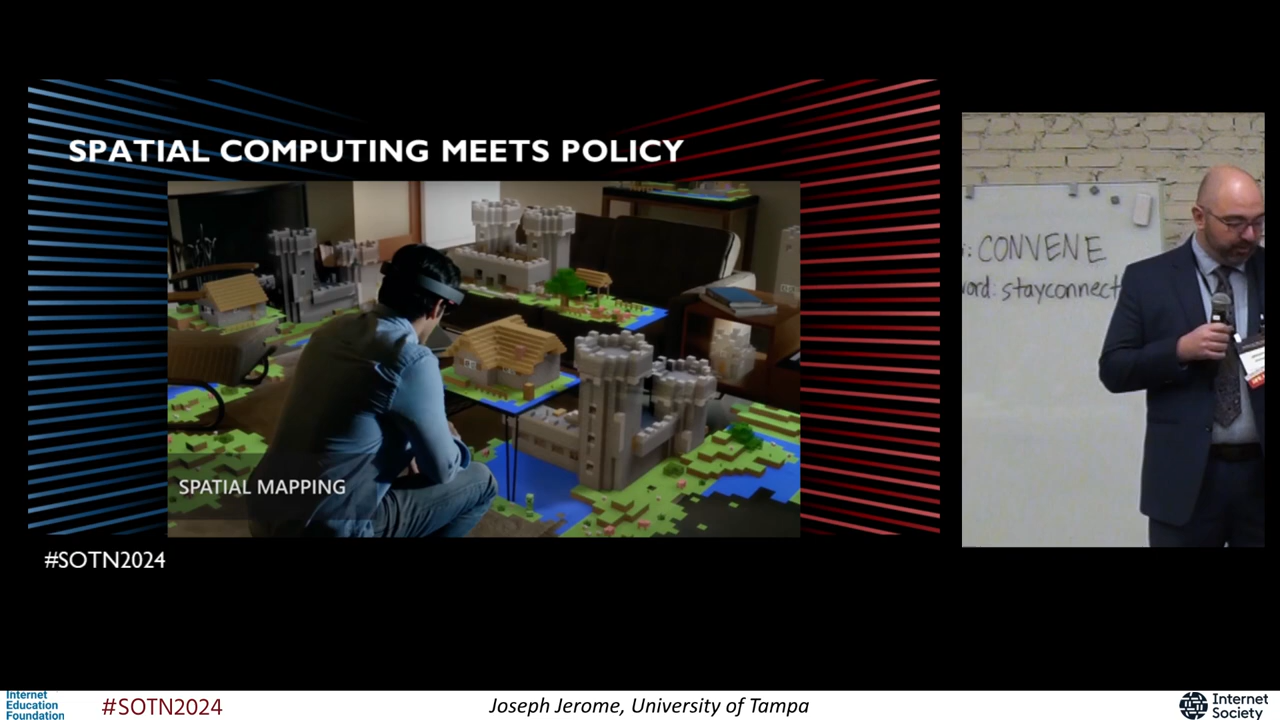 SPATIAL COMPUTING MEETS POLICY
SPATIAL MAPPING
#SOTN2024
: CONVENE
word: stayconnect
Internet
Education
Foundation
#SOTN2024
Joseph Jerome, University of Tampa
Internet
Society